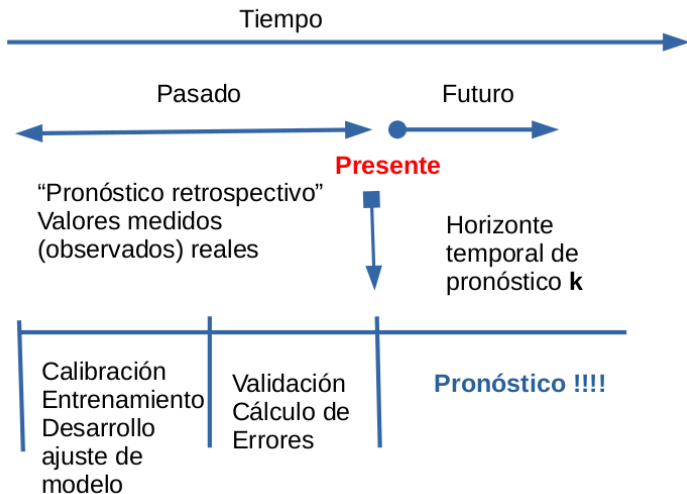 Tiempo
Pasado
Futuro
Presente
“Pronóstico retrospectivo”
Valores medidos
(observados) reales
Horizonte
temporal de
pronóstico k
Calibración
Entrenamiento
Desarrollo
ajuste de
modelo
Validación
Cálculo de
Errores
Pronóstico !!!!